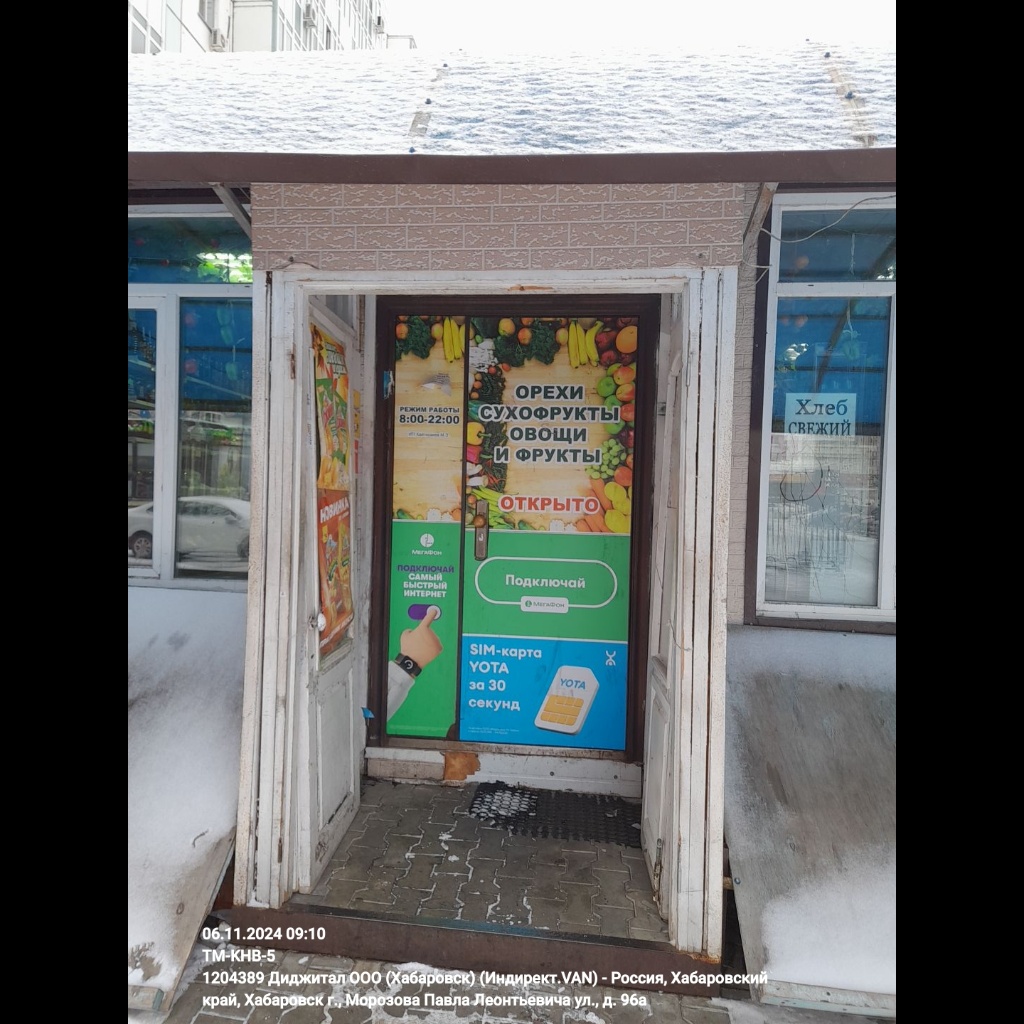 ОРЕХИ
СУХОФРУКТЫ
ОВОЩИ
И ФРУКТЫ
ОТКРЫТО
РЕЖИМ РАБОТЫ
8:00-22:00
Хлеб
СВЕЖИЙ
НОВИНКА
МЕГАФОН
ПОДКЛЮЧАЙ
САМЫЙ
БЫСТРЫЙ
ИНТЕРНЕТ
Подключай
МЕГАФОН
SIM-карта
YOTA
за 30
секунд
YOTA
06.11.2024 09:10
ТМ-КНВ-5
1204389 Диджитал ООО (Хабаровск) (Индирект.VAN) - Россия, Хабаровский
край, Хабаровск г., Морозова Павла Леонтьевича ул., д. 96а